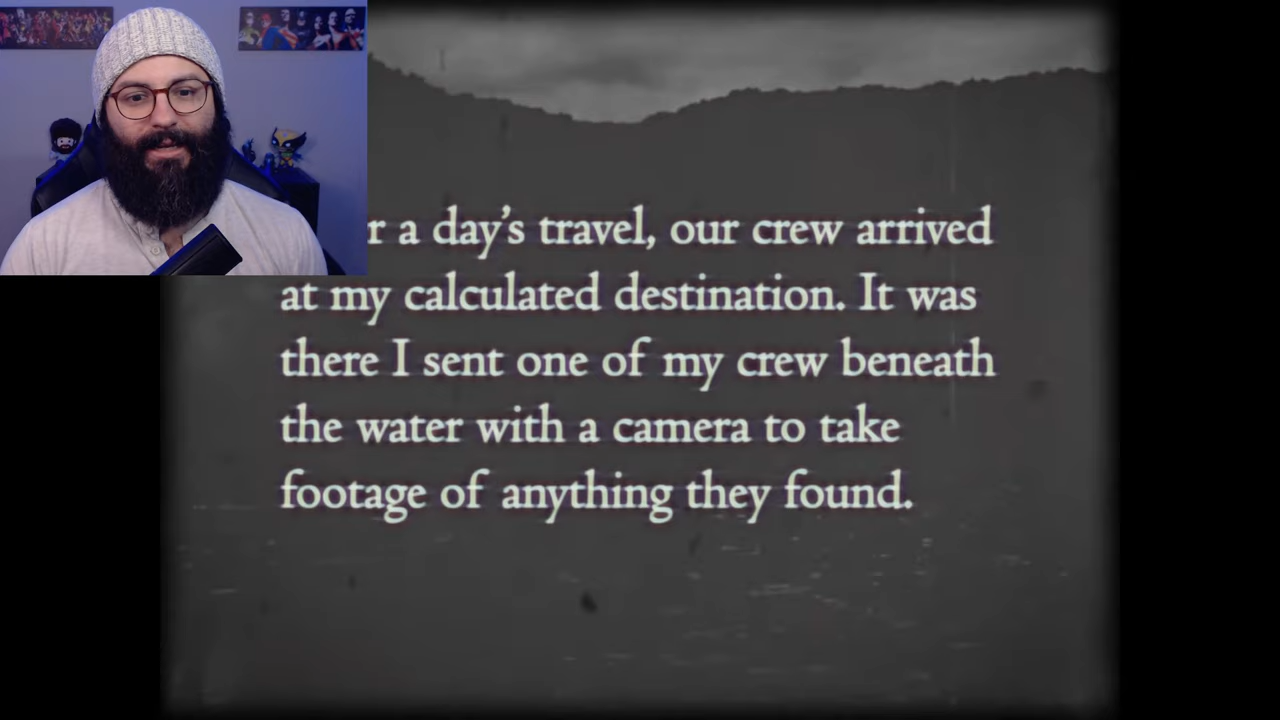 r a day's travel, our crew arrived
at my calculated destination. It was
there I sent one of my crew beneath
the water with a camera to take
footage of anything they found.